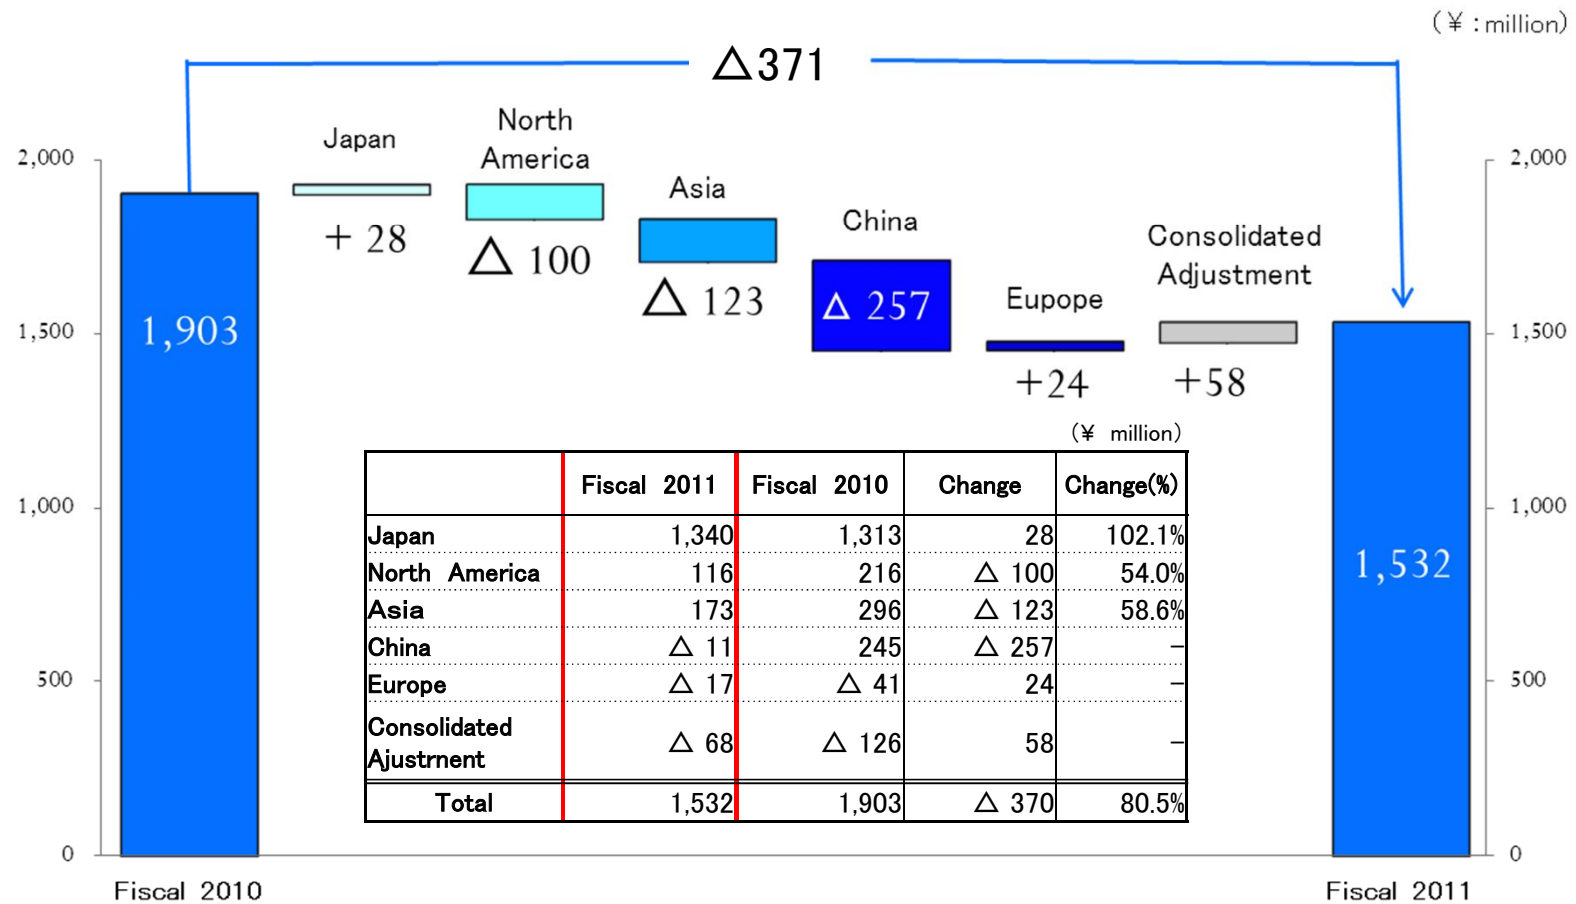 (¥:million)
△371
Japan
+ 28
North
America
△ 100
Asia
△ 123
China
△ 257
Eupope
+24
Consolidated
Adjustment
+58
2,000
1,500
1,000
500
0
2,000
1,500
1,000
500
0
1,903
1,532
Fiscal 2010
Fiscal 2011
(¥ million)
Fiscal 2011 Fiscal 2010 Change Change(%)
Japan 1,340 1,313 28 102.1%
North America 116 216 △ 100 54.0%
Asia 173 296 △ 123 58.6%
China △ 11 245 △ 257 −
Europe △ 17 △ 41 24 −
Consolidated
Ajustrnent △ 68 △ 126 58 −
Total 1,532 1,903 △ 370 80.5%